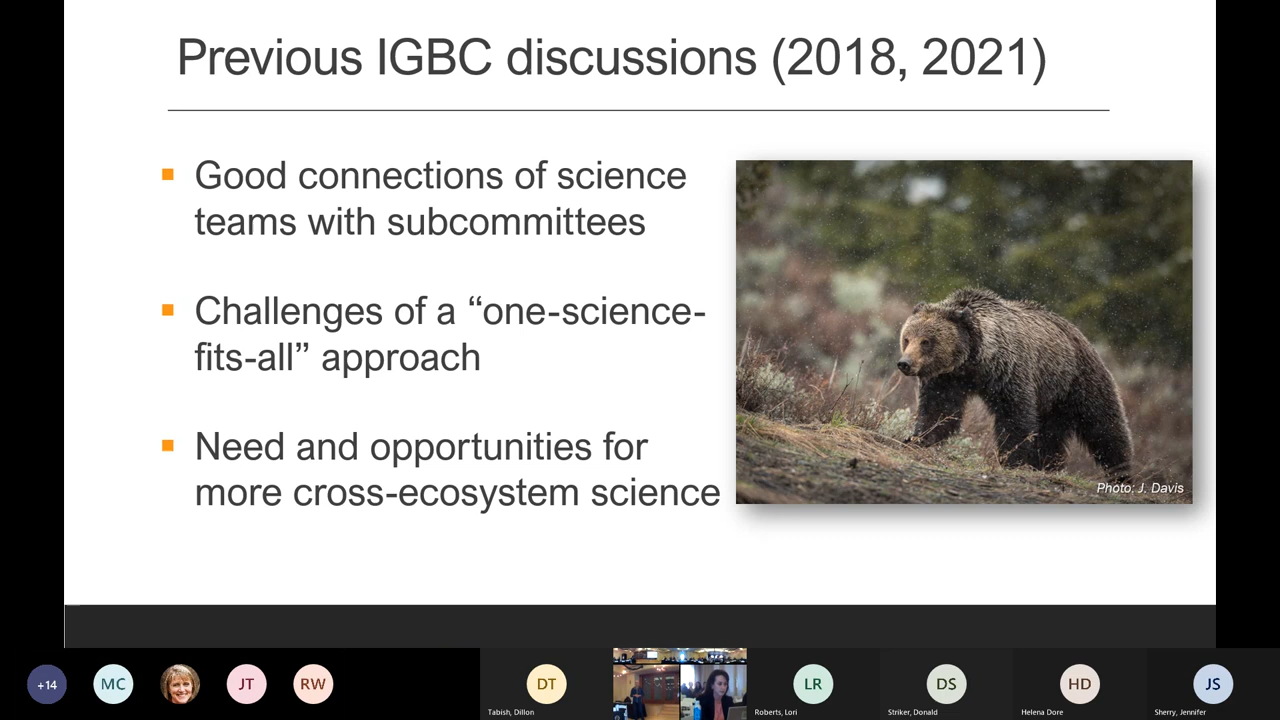 Previous IGBC discussions (2018, 2021)
Good connections of science
teams with subcommittees
Challenges of a “one-science-
fits-all” approach
Need and opportunities for
more cross-ecosystem science
Photo: J. Davis
+14
MC
JT
RW
DT
LR
DS
HD
JS
Tabish, Dillon
Roberts, Lori
Striker, Donald
Helena Dore
Sherry, Jennifer